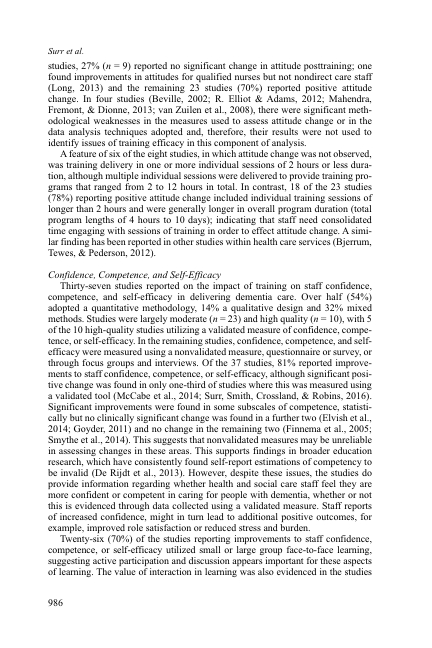 Surr et al.
studies, 27% (n = 9) reported no significant change in attitude posttraining; one
found improvements in attitudes for qualified nurses but not nondirect care staff
(Long, 2013) and the remaining 23 studies (70%) reported positive attitude
change. In four studies (Beville, 2002; R. Elliot & Adams, 2012; Mahendra,
Fremont, & Dionne, 2013; van Zuilen et al., 2008), there were significant meth-
odological weaknesses in the measures used to assess attitude change or in the
data analysis techniques adopted and, therefore, their results were not used to
identify issues of training efficacy in this component of analysis.
A feature of six of the eight studies, in which attitude change was not observed,
was training delivery in one or more individual sessions of 2 hours or less dura-
tion, although multiple individual sessions were delivered to provide training pro-
grams that ranged from 2 to 12 hours in total. In contrast, 18 of the 23 studies
(78%) reporting positive attitude change included individual training sessions of
longer than 2 hours and were generally longer in overall program duration (total
program lengths of 4 hours to 10 days); indicating that staff need consolidated
time engaging with sessions of training in order to effect attitude change. A simi-
lar finding has been reported in other studies within health care services (Bjerrum,
Tewes, & Pederson, 2012).
Confidence, Competence, and Self-Efficacy
Thirty-seven studies reported on the impact of training on staff confidence,
competence, and self-efficacy in delivering dementia care. Over half (54%)
adopted a quantitative methodology, 14% a qualitative design and 32% mixed
methods. Studies were largely moderate (n = 23) and high quality (n = 10), with 5
of the 10 high-quality studies utilizing a validated measure of confidence, compe-
tence, or self-efficacy. In the remaining studies, confidence, competence, and self-
efficacy were measured using a nonvalidated measure, questionnaire or survey, or
through focus groups and interviews. Of the 37 studies, 81% reported improve-
ments to staff confidence, competence, or self-efficacy, although significant posi-
tive change was found in only one-third of studies where this was measured using
a validated tool (McCabe et al., 2014; Surr, Smith, Crossland, & Robins, 2016).
Significant improvements were found in some subscales of competence, statisti-
cally but no clinically significant change was found in a further two (Elvish et al.,
2014; Goyder, 2011) and no change in the remaining two (Finnema et al., 2005;
Smythe et al., 2014). This suggests that nonvalidated measures may be unreliable
in assessing changes in these areas. This supports findings in broader education
research, which have consistently found self-report estimations of competency to
be invalid (De Rijdt et al., 2013). However, despite these issues, the studies do
provide information regarding whether health and social care staff feel they are
more confident or competent in caring for people with dementia, whether or not
this is evidenced through data collected using a validated measure. Staff reports
of increased confidence, might in turn lead to additional positive outcomes, for
example, improved role satisfaction or reduced stress and burden.
Twenty-six (70%) of the studies reporting improvements to staff confidence,
competence, or self-efficacy utilized small or large group face-to-face learning,
suggesting active participation and discussion appears important for these aspects
of learning. The value of interaction in learning was also evidenced in the studies
986